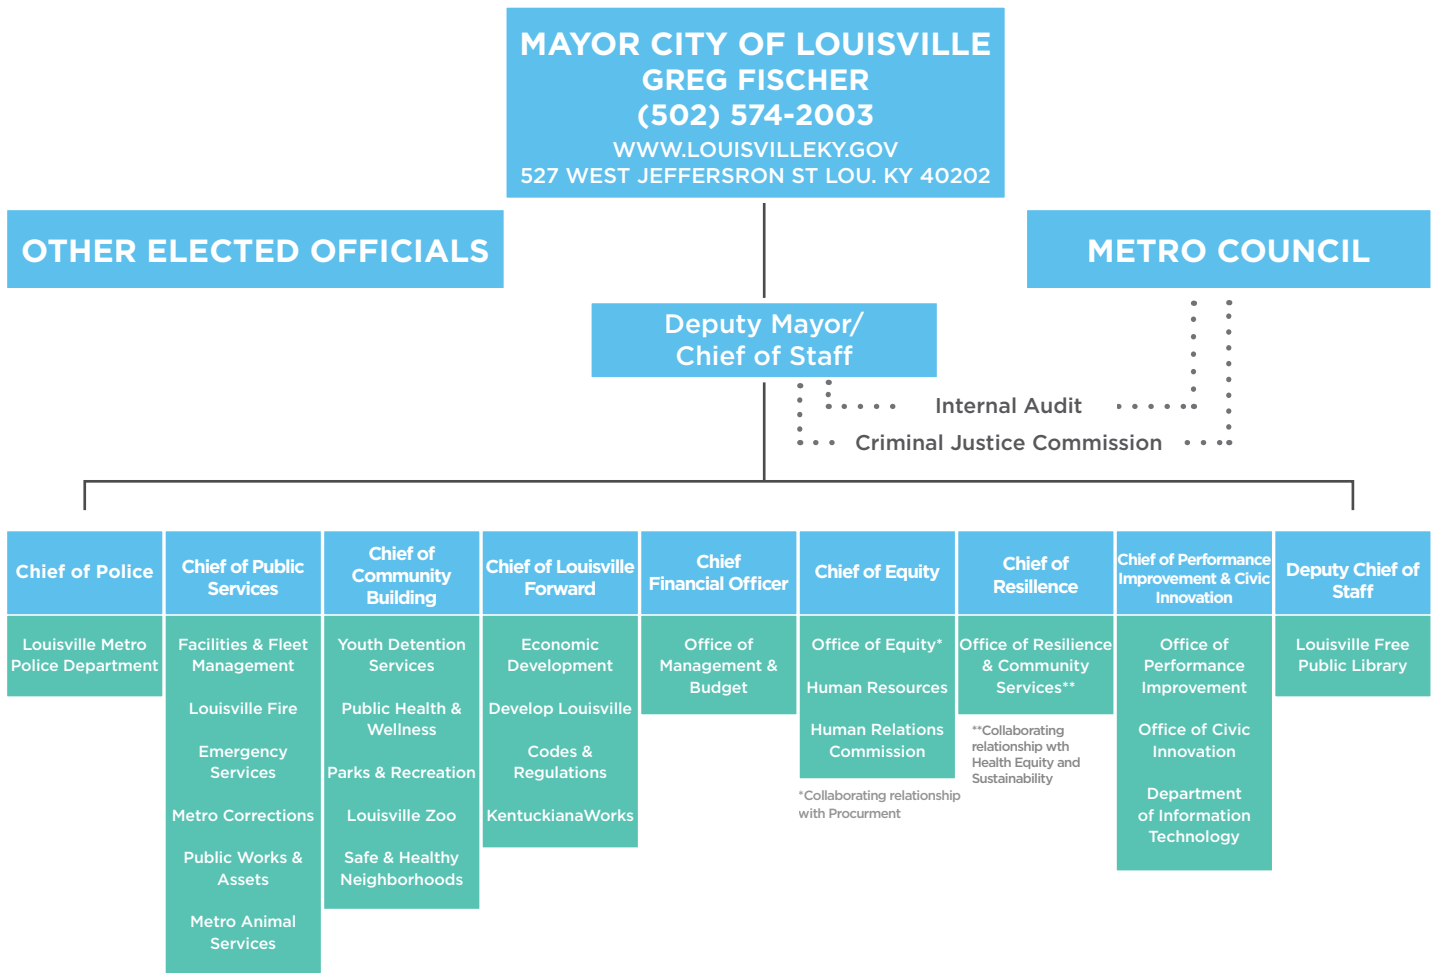 MAYOR CITY OF LOUISVILLE
GREG FISCHER
(502) 574-2003
WWW.LOUISVILLEKY.GOV
527 WEST JEFFERSRON ST LOU. KY 40202
OTHER ELECTED OFFICIALS
METRO COUNCIL
Deputy Mayor/
Chief of Staff
Internal Audit
Criminal Justice Commission
Chief of Police
Louisville Metro
Police Department
Chief of Public
Services
Facilities & Fleet
Management
Louisville Fire
Emergency
Services
Metro Corrections
Public Works &
Assets
Metro Animal
Services
Chief of
Community
Building
Youth Detention
Services
Public Health &
Wellness
Parks & Recreation
Louisville Zoo
Safe & Healthy
Neighborhoods
Chief of Louisville
Forward
Economic
Development
Develop Louisville
Codes &
Regulations
KentuckianaWorks
Chief
Financial Officer
Office of
Management &
Budget
Chief of Equity
Office of Equity*
Human Resources
Human Relations
Commission
*Collaborating relationship
with Procurment
Chief of
Resillence
Office of Resilience
& Community
Services**
**Collaborating
relationship wth
Health Equity and
Sustainability
Chief of Performance
Improvement & Civic
Innovation
Office of
Performance
Improvement
Office of Civic
Innovation
Department
of Information
Technology
Deputy Chief of
Staff
Louisville Free
Public Library